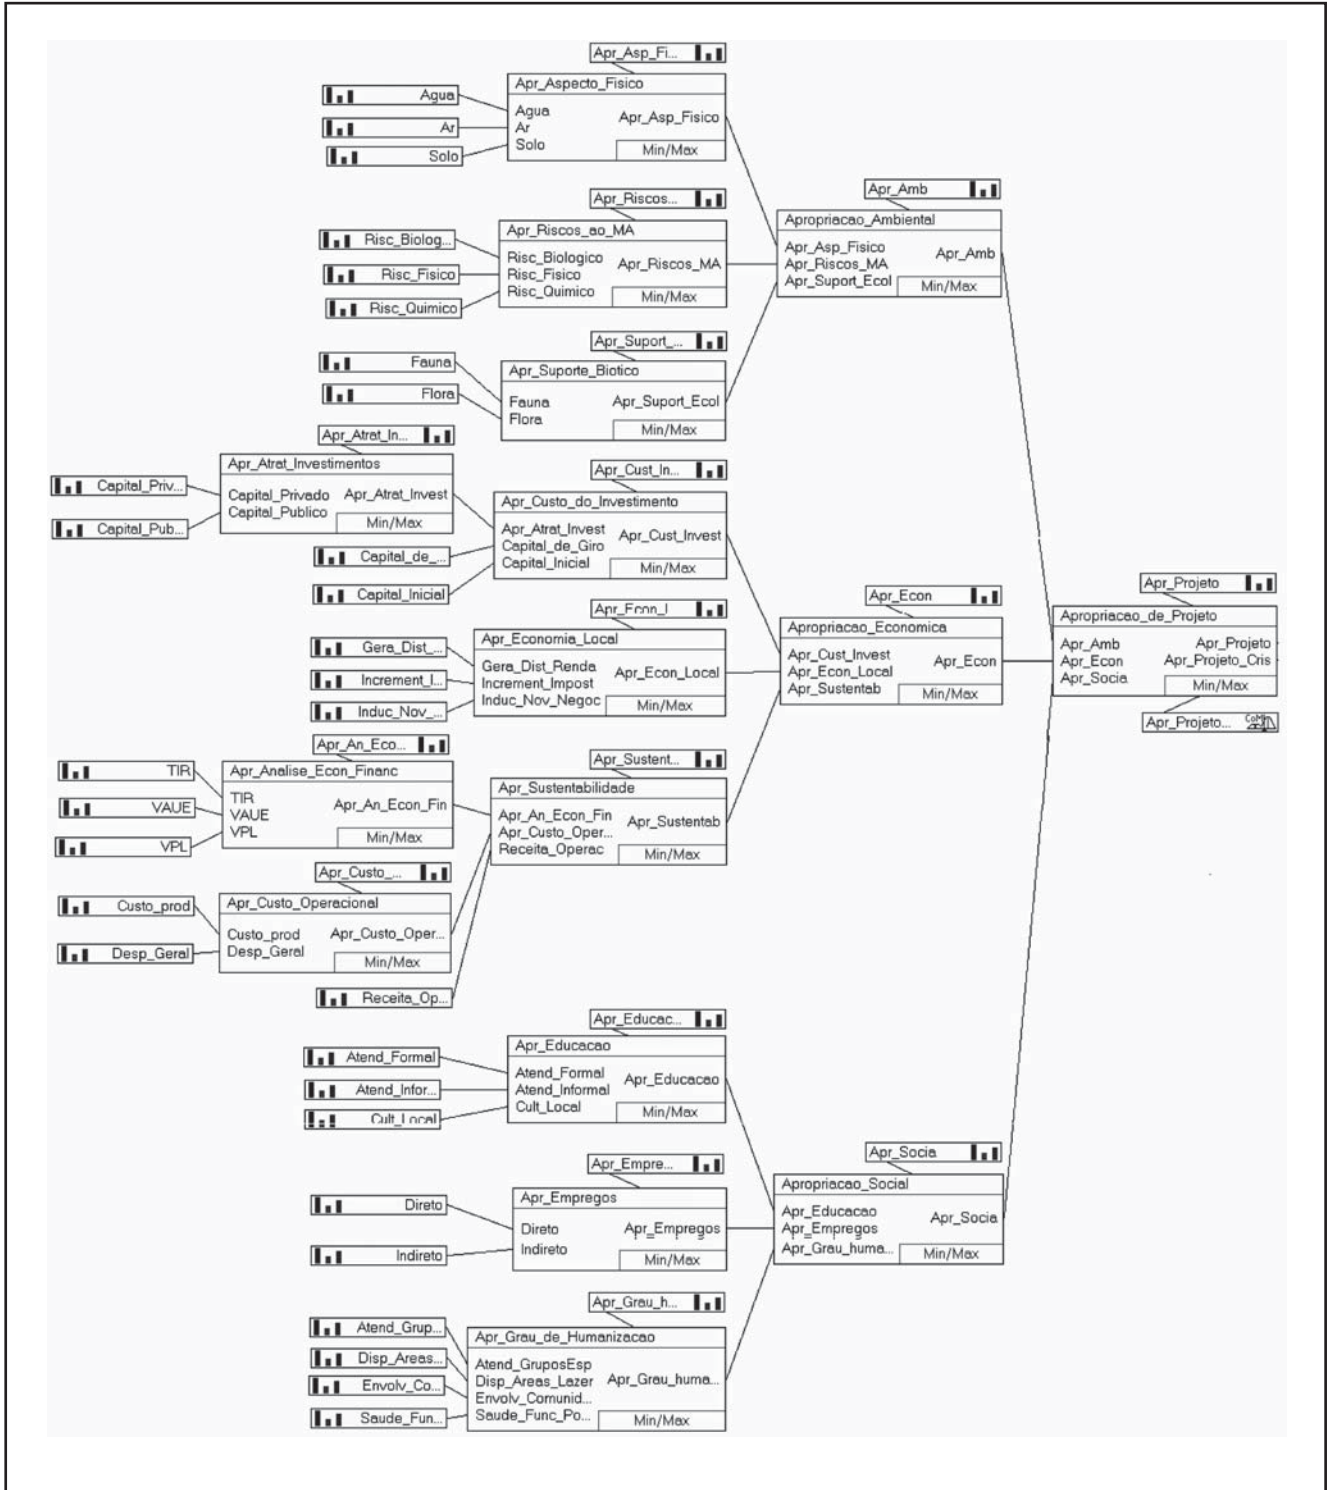 Apr_Asp_Fi...
Apr_Aspecto_Fisico
Agua
Ar
Solo
Agua
Ar
Solo
Apr_Asp_Fisico
Min/Max
Apr_Riscos...
Apr_Riscos_ao_MA
Risc_Biolog...
Risc_Fisico
Risc_Quimico
Risc_Biologico
Risc_Fisico
Risc_Quimico
Apr_Riscos_MA
Min/Max
Apr_Suport_...
Apr_Suporte_Biotico
Fauna
Flora
Fauna
Flora
Apr_Suport_Ecol
Min/Max
Apr_Amb
Apropriacao_Ambiental
Apr_Asp_Fisico
Apr_Riscos_MA
Apr_Suport_Ecol
Apr_Amb
Min/Max
Apr_Atrat_In...
Apr_Atrat_Investimentos
Capital_Priv...
Capital_Pub...
Capital_Privado
Capital_Publico
Apr_Atrat_Invest
Min/Max
Apr_Cust_In...
Apr_Custo_do_Investimento
Capital_de_...
Capital_Inicial
Apr_Atrat_Invest
Capital_de_Giro
Capital_Inicial
Apr_Cust_Invest
Min/Max
Apr_Econ_l
Apr_Economia_Local
Gera_Dist_...
Increment_I...
Induc_Nov_...
Gera_Dist_Renda
Increment_Impost
Induc_Nov_Negoc
Apr_Econ_Local
Min/Max
Apr_Econ
Apropriacao_Economica
Apr_Cust_Invest
Apr_Econ_Local
Apr_Sustentab
Apr_Econ
Min/Max
Apr_Projeto
Apropriacao_de_Projeto
Apr_Amb
Apr_Econ
Apr_Socia
Apr_Projeto
Apr_Projeto_Cris
Min/Max
Apr_Projeto...
CoM
Apr_An_Eco...
Apr_Analise_Econ_Financ
TIR
VAUE
VPL
TIR
VAUE
VPL
Apr_An_Econ_Fin
Min/Max
Apr_Sustent...
Apr_Sustentabilidade
Apr_An_Econ_Fin
Apr_Custo_Oper...
Receita_Operac
Apr_Sustentab
Min/Max
Apr_Custo_...
Apr_Custo_Operacional
Custo_prod
Desp_Geral
Custo_prod
Desp_Geral
Apr_Custo_Oper...
Min/Max
Receita_Op...
Apr_Educac...
Apr_Educacao
Atend_Formal
Atend_Infor...
Cult_Local
Atend_Formal
Atend_Informal
Cult_Local
Apr_Educacao
Min/Max
Apr_Empre...
Apr_Empregos
Direto
Indireto
Direto
Indireto
Apr_Empregos
Min/Max
Apr_Socia
Apropriacao_Social
Apr_Educacao
Apr_Empregos
Apr_Grau_huma...
Apr_Socia
Min/Max
Apr_Grau_h...
Apr_Grau_de_Humanizacao
Atend_Grup...
Disp_Areas...
Envolv_Co...
Saude_Fun...
Atend_GruposEsp
Disp_Areas_Lazer
Envolv_Comunid...
Saude_Func_Po...
Apr_Grau_huma...
Min/Max